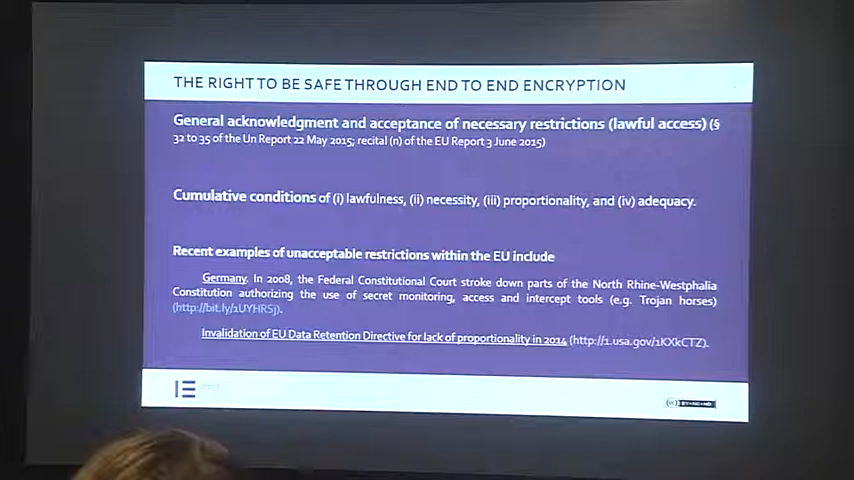 THE RIGHT TO BE SAFE THROUGH END TO END ENCRYPTION
General acknowledgment and acceptance of necessary restrictions (lawful access) (§
32 to 35 of the Un Report 22 May 2015; recital (n) of the EU Report 3 June 2015)
Cumulative conditions of (i) lawfulness, (ii) necessity, (iii) proportionality, and (iv) adequacy.
Recent examples of unacceptable restrictions within the EU include
Germany. In 2008, the Federal Constitutional Court stroke down parts of the North Rhine-Westphalia
Constitution authorizing the use of secret monitoring, access and intercept tools (e.g. Trojan horses)
(http://bit.ly/1UYHRSj).
Invalidation of EU Data Retention Directive for lack of proportionality in 2014 (http://1.usa.gov/1KXkCTZ).
IE
(cc) BY-NC-ND